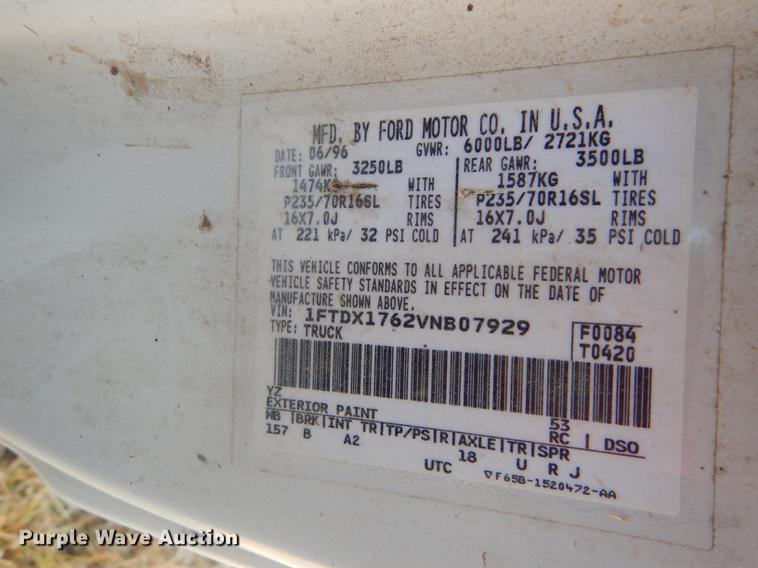 MFD. BY FORD MOTOR CO. IN U.S.A.
DATE: 06/96 GVWR: 6000LB/ 2721KG
FRONT GAWR: 3250LB REAR GAWR: 3500LB
1474K WITH 1587KG WITH
P235/70R16SL TIRES P235/70R16SL TIRES
16X7.0J RIMS 16X7.0J RIMS
AT 221 kPa/ 32 PSI COLD AT 241 kPa/ 35 PSI COLD
THIS VEHICLE CONFORMS TO ALL APPLICABLE FEDERAL MOTOR
VEHICLE SAFETY STANDARDS IN EFFECT ON THE DATE OF
MANUFACTURE SHOWN ABOVE.
VIN: 1FTDX1762VNB07929 F0084
TYPE: TRUCK T0420
YZ
EXTERIOR PAINT 53
WB | BRK | INT TR | TP/PS | R | AXLE | TR | SPR RC | DSO
157 B A2 18 U R J
UTC ▽F65B-1520472-AA
Purple Wave Auction